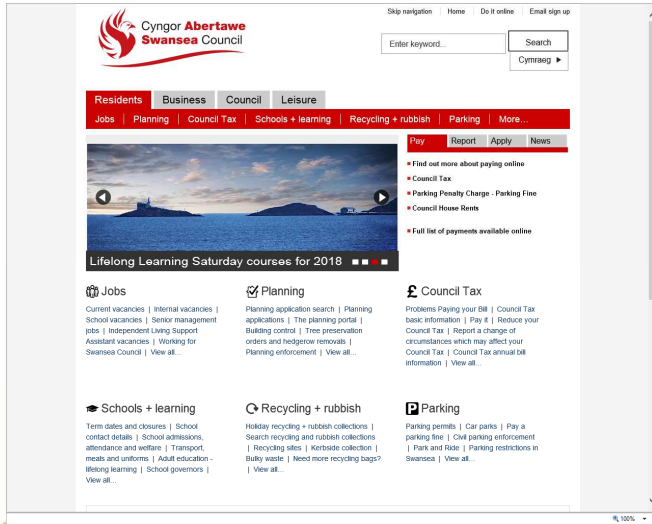 Skip navigation | Home | Do it online | Email sign up
Cyngor Abertawe
Swansea Council
Enter keyword...
Search
Cymraeg ►
Residents Business Council Leisure
Jobs | Planning | Council Tax | Schools + learning | Recycling + rubbish | Parking | More...
Pay Report Apply News
Find out more about paying online
Council Tax
Parking Penalty Charge - Parking Fine
Council House Rents
Full list of payments available online
Lifelong Learning Saturday courses for 2018
Jobs
Current vacancies | Internal vacancies |
School vacancies | Senior management
jobs | Independent Living Support
Assistant vacancies | Working for
Swansea Council | View all...
Planning
Planning application search | Planning
applications | The planning portal |
Building control | Tree preservation
orders and hedgerow removals |
Planning enforcement | View all...
£ Council Tax
Problems Paying your Bill | Council Tax
basic information | Pay it | Reduce your
Council Tax | Report a change of
circumstances which may affect your
Council Tax | Council Tax annual bill
information | View all...
Schools + learning
Term dates and closures | School
contact details | School admissions,
attendance and welfare | Transport,
meals and uniforms | Adult education -
lifelong learning | School governors |
View all...
Recycling + rubbish
Holiday recycling + rubbish collections |
Search recycling and rubbish collections
| Recycling sites | Kerbside collection |
Bulky waste | Need more recycling bags?
| View all...
P Parking
Parking permits | Car parks | Pay a
parking fine | Civil parking enforcement
| Park and Ride | Parking restrictions in
Swansea | View all...
100%